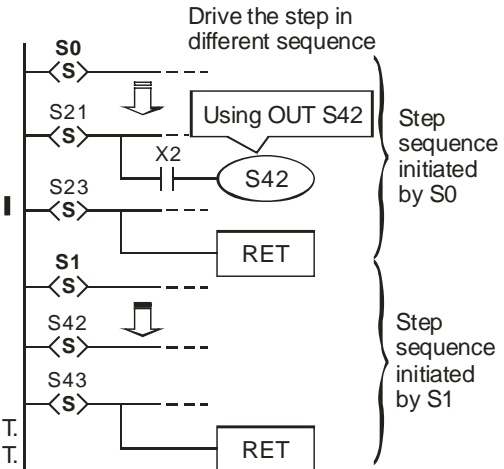 Drive the step in
different sequence
S0
S
S21
S
Using OUT S42
X2
S42
S23
S
RET
Step
sequence
initiated
by S0
S1
S
S42
S
S43
S
RET
Step
sequence
initiated
by S1
T.
T.